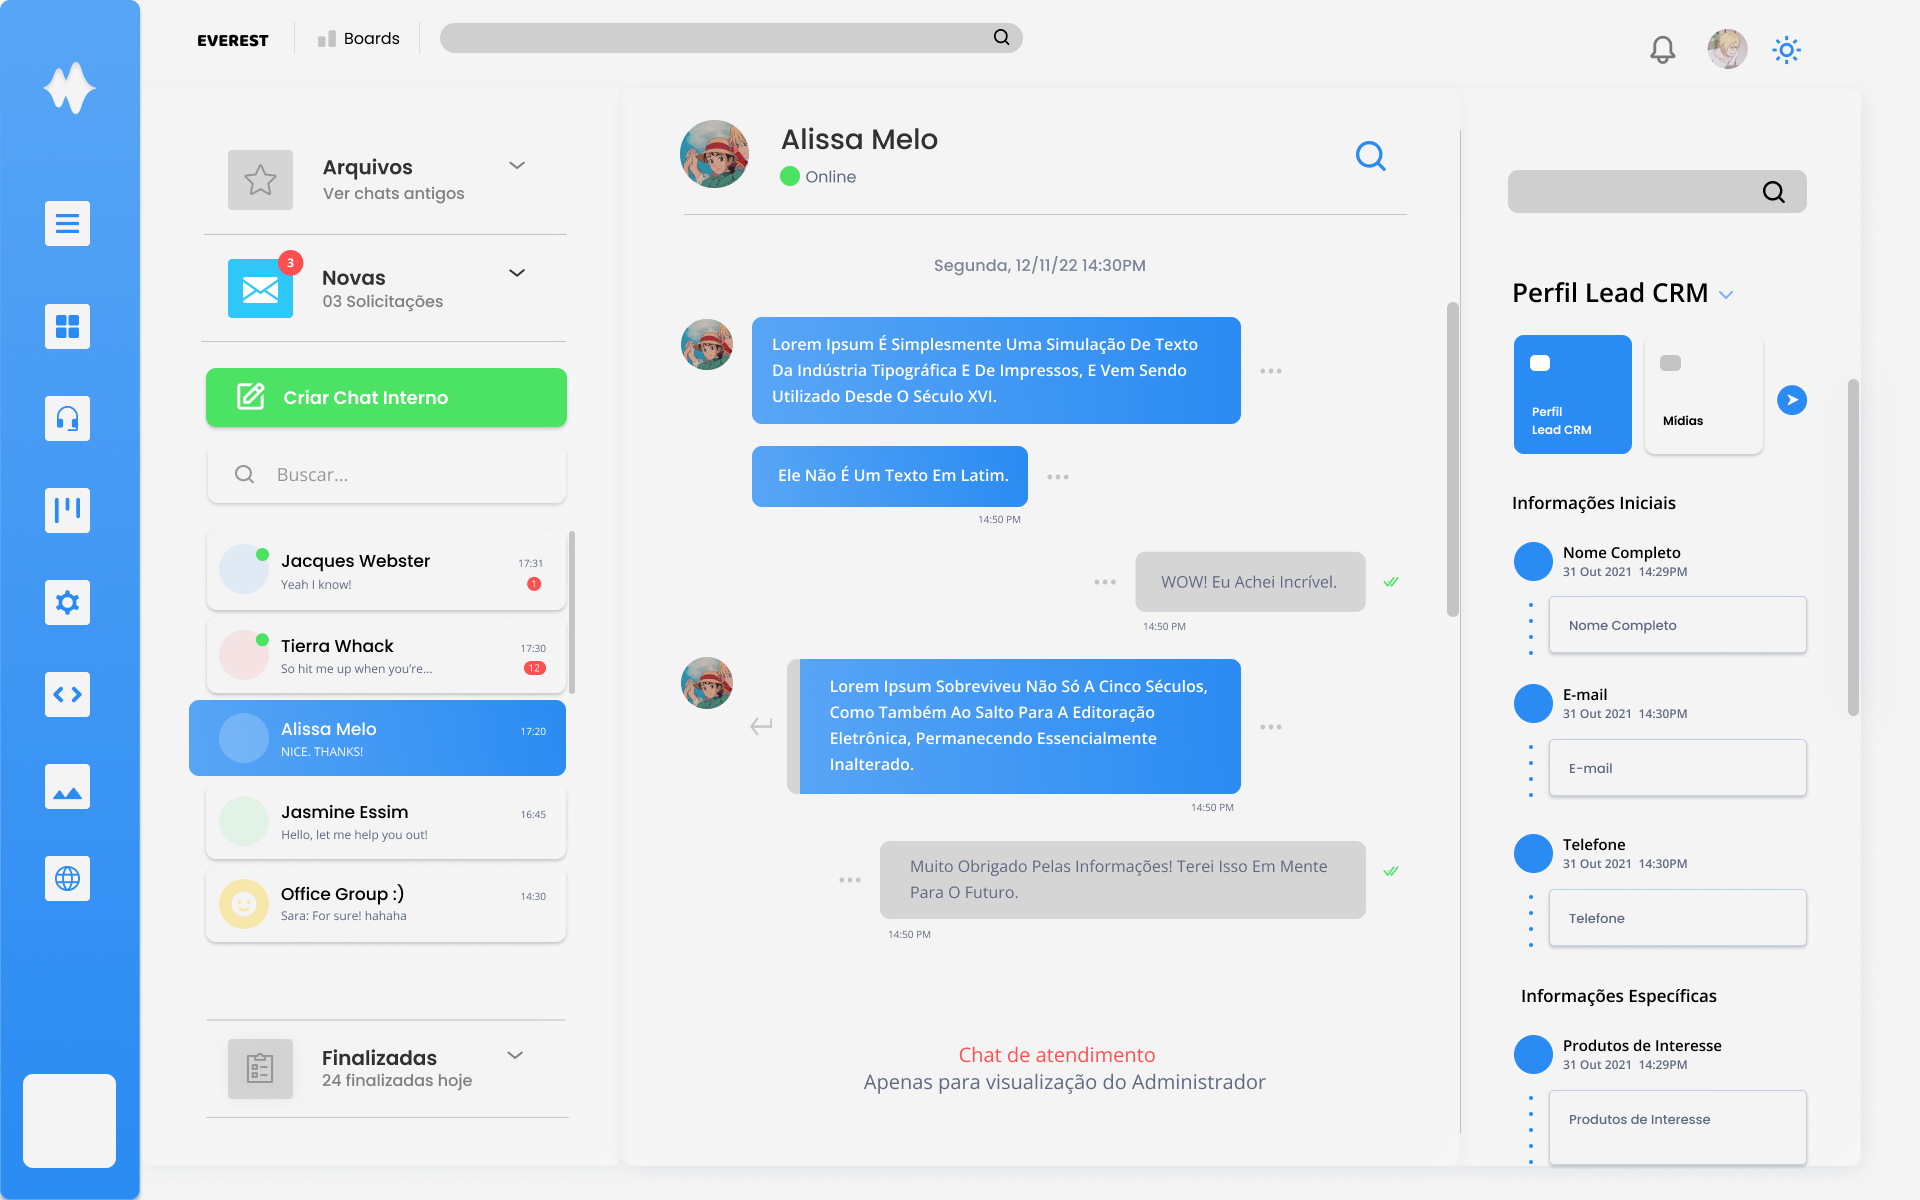 EVEREST
Boards
Arquivos
Ver chats antigos
3
Novas
03 Solicitações
Criar Chat Interno
Buscar...
Jacques Webster
17:31
Yeah I know!
1
Tierra Whack
17:30
So hit me up when you're...
12
Alissa Melo
17:20
NICE. THANKS!
Jasmine Essim
16:45
Hello, let me help you out!
Office Group :)
14:30
Sara: For sure! hahaha
Finalizadas
24 finalizadas hoje
Alissa Melo
Online
Segunda, 12/11/22 14:30PM
Lorem Ipsum É Simplesmente Uma Simulação De Texto
Da Indústria Tipográfica E De Impressos, E Vem Sendo
Utilizado Desde O Século XVI.
Ele Não É Um Texto Em Latim.
14:50 PM
WOW! Eu Achei Incrível.
14:50 PM
Lorem Ipsum Sobreviveu Não Só A Cinco Séculos,
Como Também Ao Salto Para A Editoração
Eletrônica, Permanecendo Essencialmente
Inalterado.
14:50 PM
Muito Obrigado Pelas Informações! Terei Isso Em Mente
Para O Futuro.
14:50 PM
Chat de atendimento
Apenas para visualização do Administrador
Perfil Lead CRM
Perfil
Lead CRM
Mídias
Informações Iniciais
Nome Completo
31 Out 2021 14:29PM
Nome Completo
E-mail
31 Out 2021 14:30PM
E-mail
Telefone
31 Out 2021 14:30PM
Telefone
Informações Específicas
Produtos de Interesse
31 Out 2021 14:29PM
Produtos de Interesse